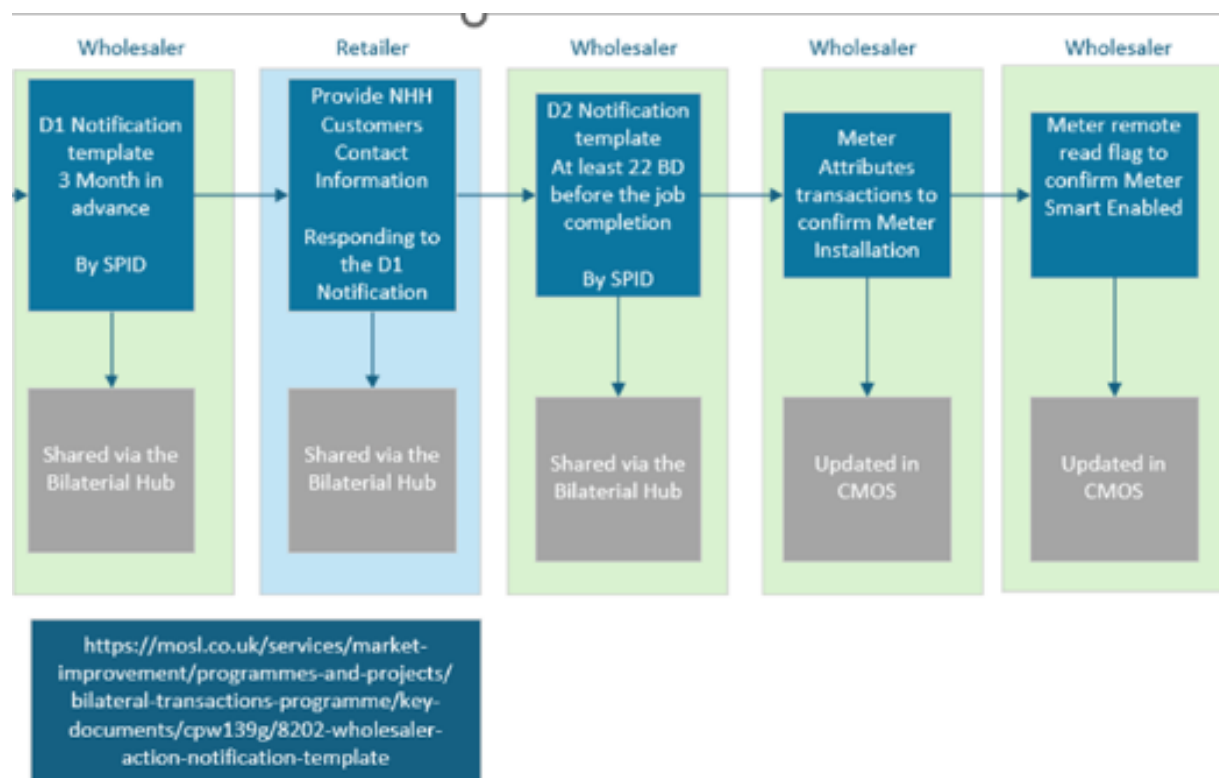 Wholesaler
Retailer
Wholesaler
Wholesaler
Wholesaler
D1 Notification
template
3 Month in
advance
By SPID
Provide NHH
Customers
Contact
Information
Responding to
the D1
Notification
D2 Notification
template
At least 22 BD
before the job
completion
By SPID
Meter
Attributes
transactions to
confirm Meter
Installation
Meter remote
read flag to
confirm Meter
Smart Enabled
Shared via the
Bilaterial Hub
Shared via the
Bilaterial Hub
Shared via the
Bilaterial Hub
Updated in
CMOS
Updated in
CMOS
https://mosl.co.uk/services/market-
improvement/programmes-and-projects/
bilateral-transactions-programme/key-
documents/cpw139g/8202-wholesaler-
action-notification-template